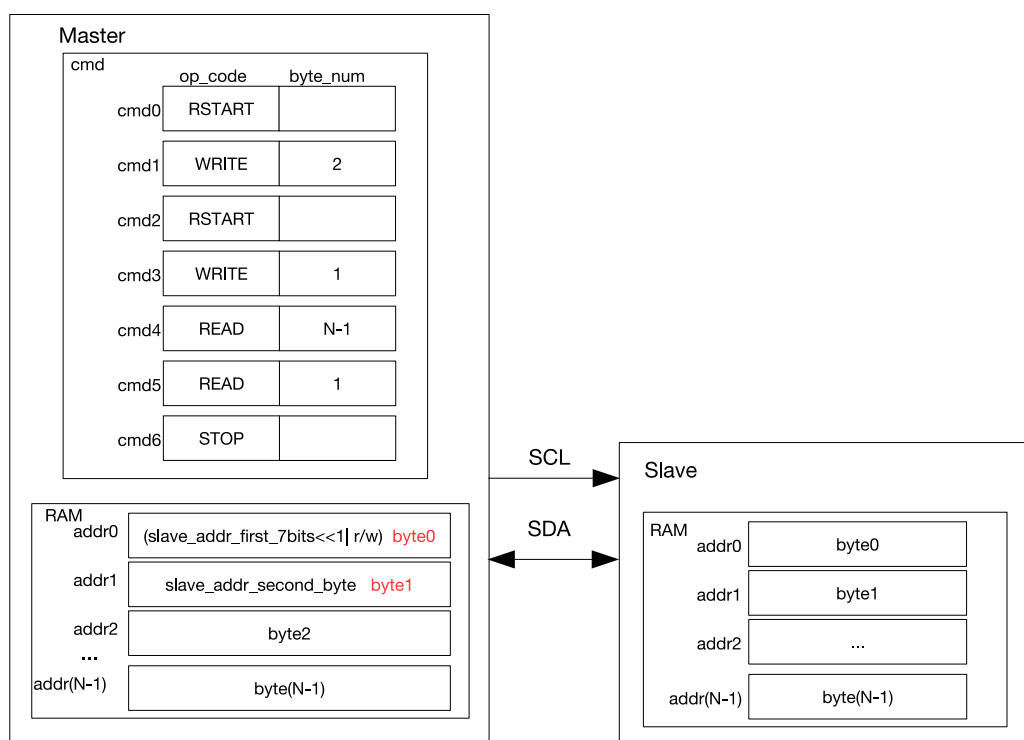 Master
cmd
op_code byte_num
cmd0 RSTART
cmd1 WRITE 2
cmd2 RSTART
cmd3 WRITE 1
cmd4 READ N-1
cmd5 READ 1
cmd6 STOP
RAM
addr0 (slave_addr_first_7bits<<1| r/w) byte0
addr1 slave_addr_second_byte byte1
addr2 byte2
...
addr(N-1) byte(N-1)
SCL
SDA
Slave
RAM
addr0 byte0
addr1 byte1
addr2 ...
addr(N-1) byte(N-1)